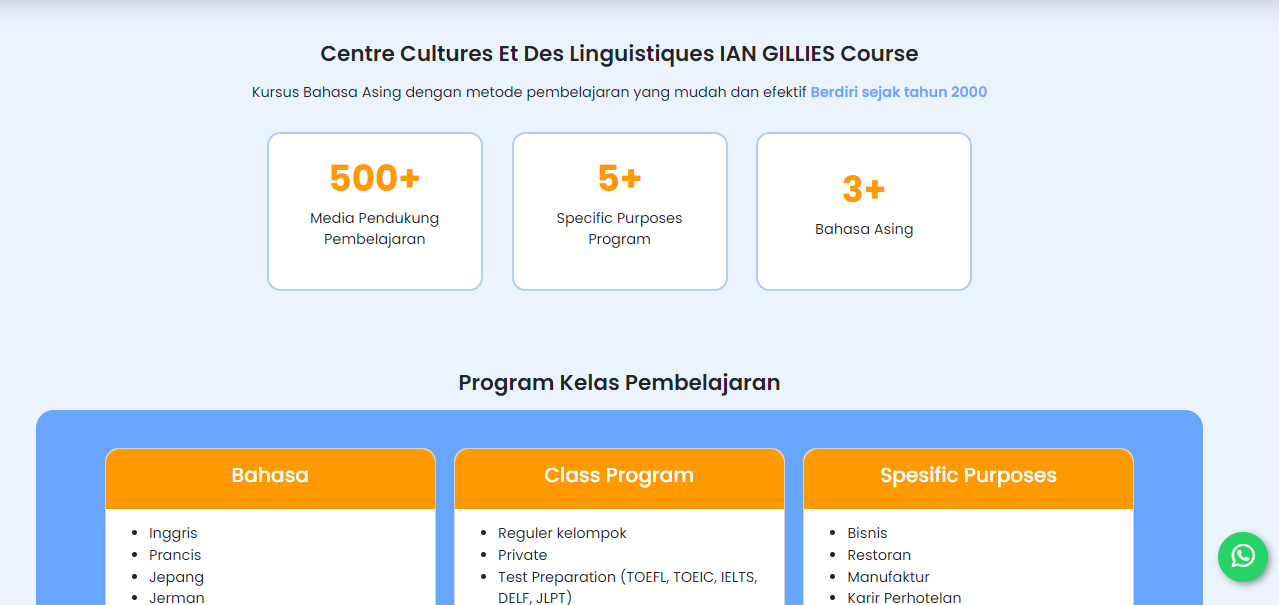 Centre Cultures Et Des Linguistiques IAN GILLIES Course
Kursus Bahasa Asing dengan metode pembelajaran yang mudah dan efektif Berdiri sejak tahun 2000
500+
Media Pendukung
Pembelajaran
5+
Specific Purposes
Program
3+
Bahasa Asing
Program Kelas Pembelajaran
Bahasa
Inggris
Prancis
Jepang
Jerman
Class Program
Reguler kelompok
Private
Test Preparation (TOEFL, TOEIC, IELTS,
DELF, JLPT)
Spesific Purposes
Bisnis
Restoran
Manufaktur
Karir Perhotelan